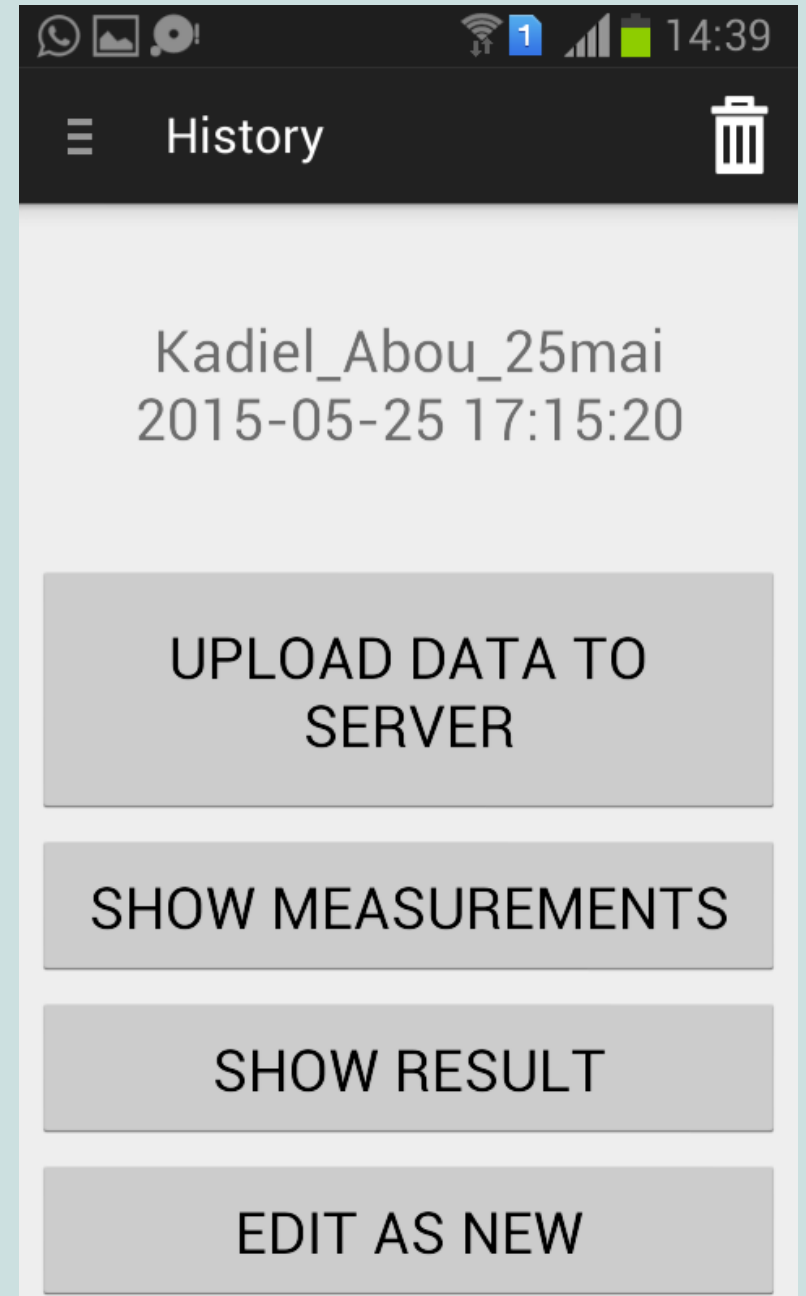 1 14:39
History
Kadiel_Abou_25mai
2015-05-25 17:15:20
UPLOAD DATA TO
SERVER
SHOW MEASUREMENTS
SHOW RESULT
EDIT AS NEW